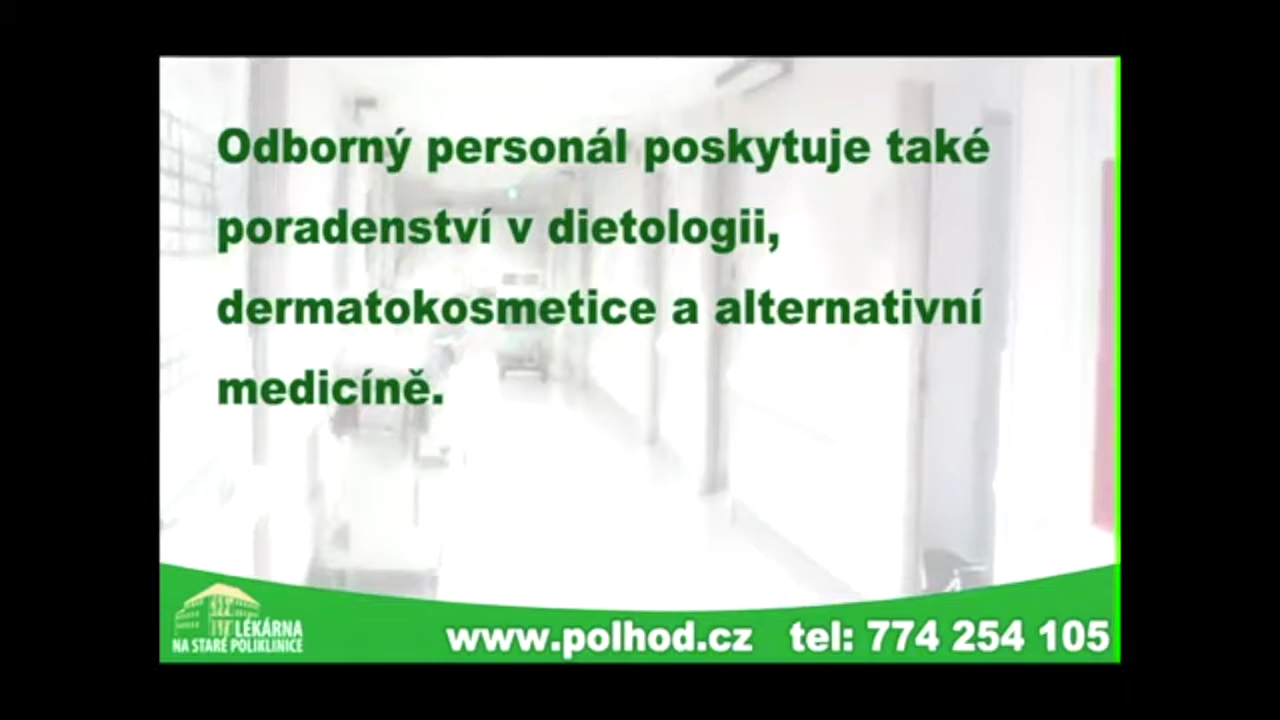 Odborný personál poskytuje také
poradenství v dietologii,
dermatokosmetice a alternativní
medicíně.
LÉKÁRNA
NA STARÉ POLIKLINICE
www.polhod.cz tel: 774 254 105